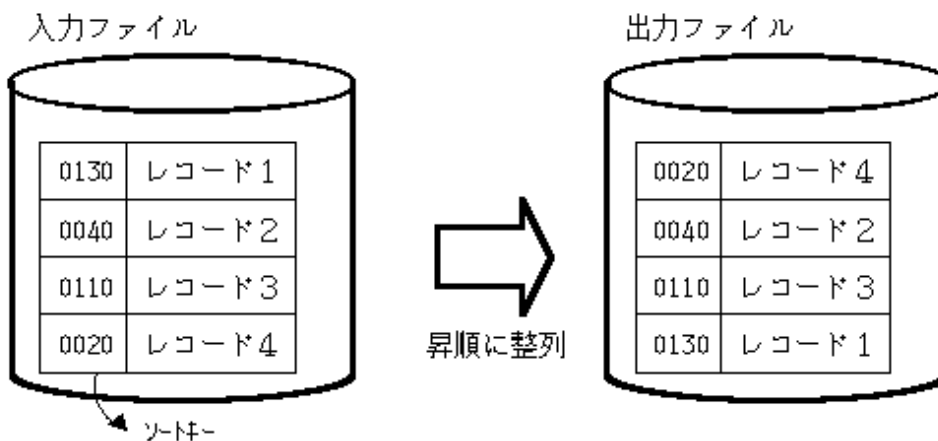 入力ファイル
0130 レコード1
0040 レコード2
0110 レコード3
0020 レコード4
ソートキー
昇順に整列
出力ファイル
0020 レコード4
0040 レコード2
0110 レコード3
0130 レコード1